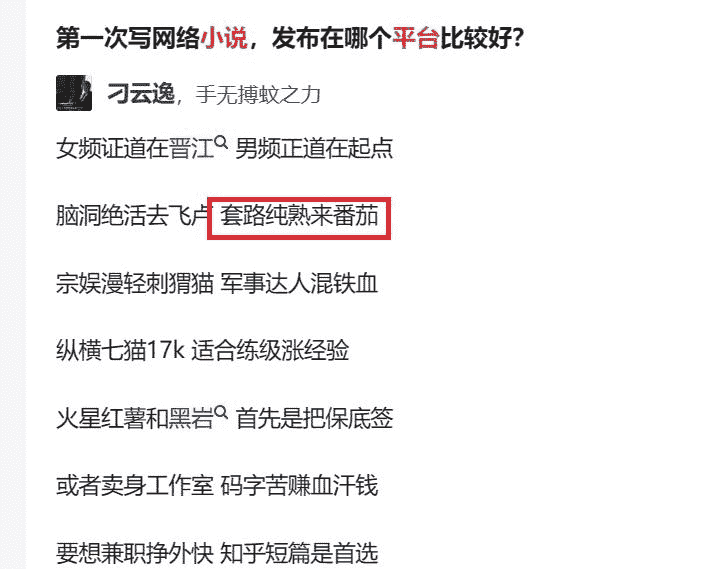 第一次写网络小说，发布在哪个平台比较好？
刁云逸，手无搏蚊之力
女频证道在晋江 男频正道在起点
脑洞绝活去飞卢 套路纯熟来番茄
宗娱漫轻刺猬猫 军事达人混铁血
纵横七猫17k 适合练级涨经验
火星红薯和黑岩 首先是把保底签
或者卖身工作室 码字苦赚血汗钱
要想兼职挣外快 知乎短篇是首选